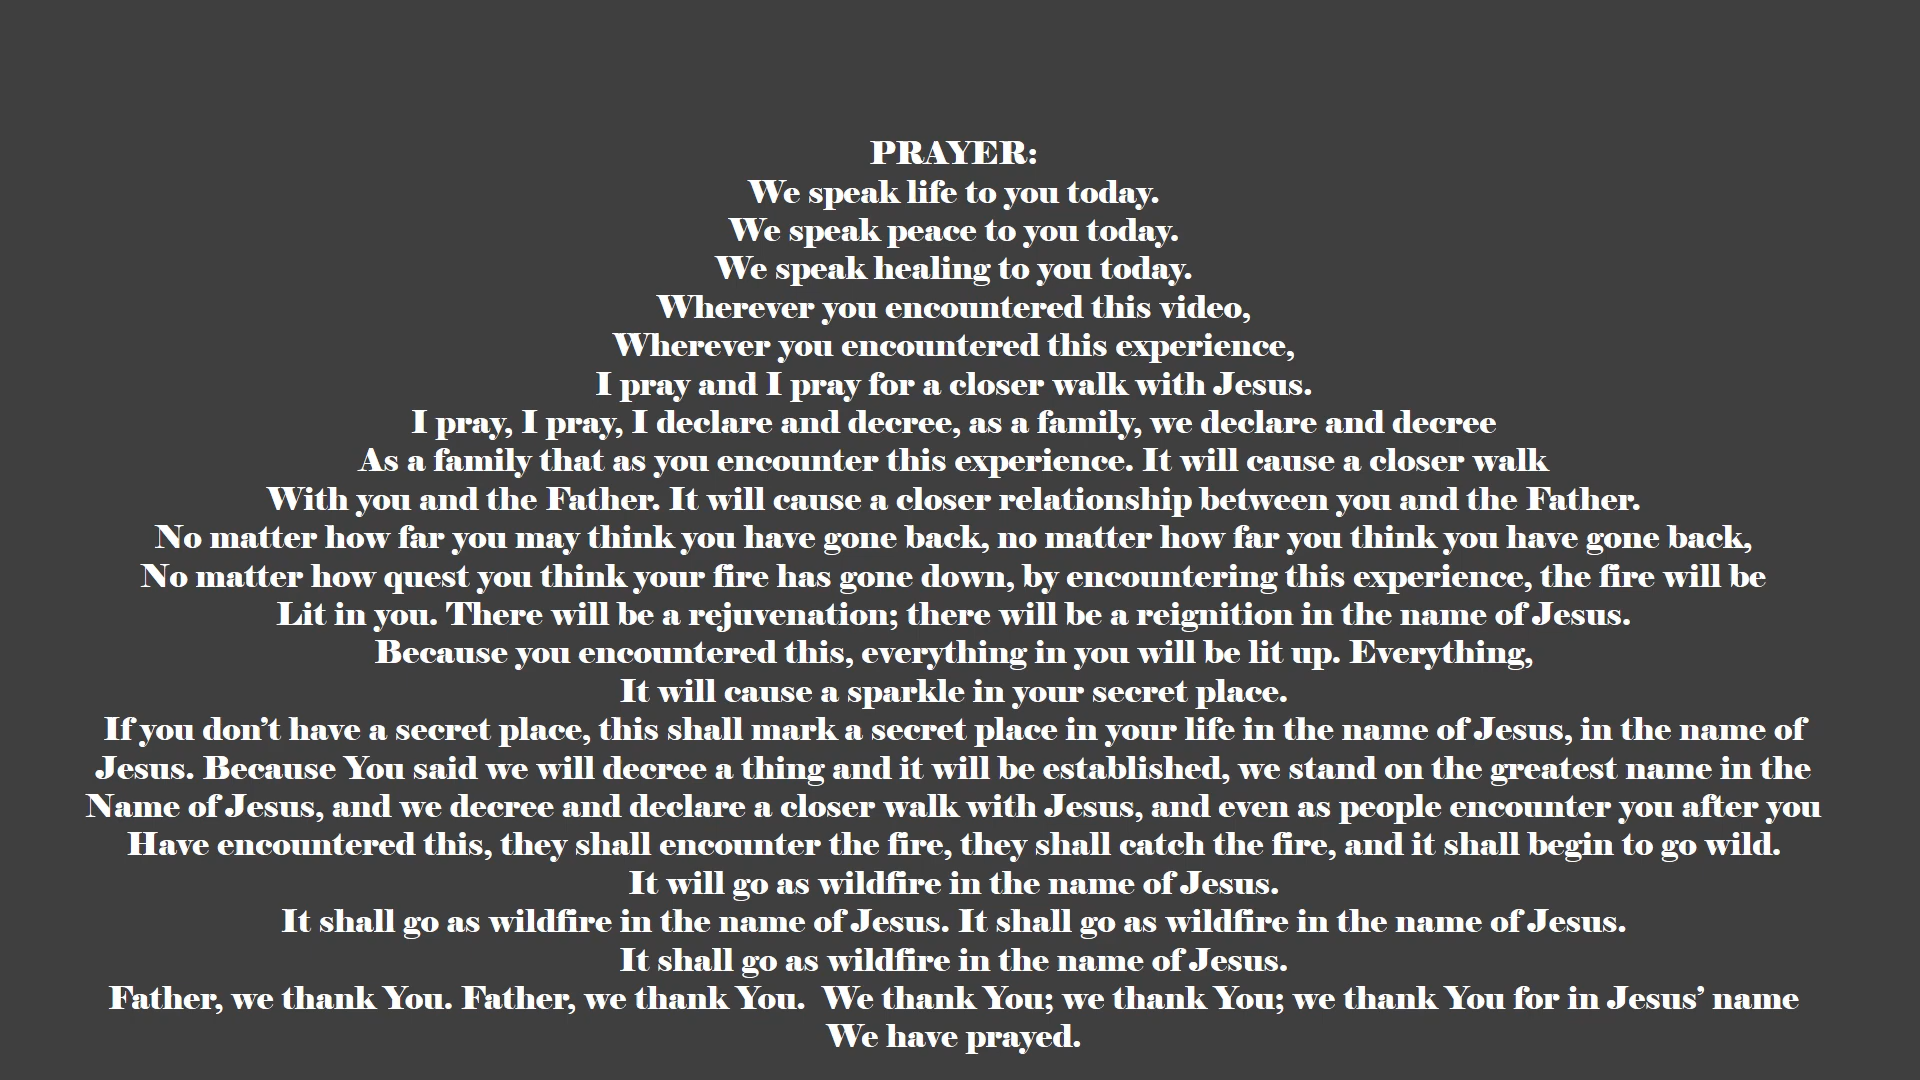 PRAYER:
We speak life to you today.
We speak peace to you today.
We speak healing to you today.
Wherever you encountered this video,
Wherever you encountered this experience,
I pray and I pray for a closer walk with Jesus.
I pray, I pray, I declare and decree, as a family, we declare and decree
As a family that as you encounter this experience. It will cause a closer walk
With you and the Father. It will cause a closer relationship between you and the Father.
No matter how far you may think you have gone back, no matter how far you think you have gone back,
No matter how quest you think your fire has gone down, by encountering this experience, the fire will be
Lit in you. There will be a rejuvenation; there will be a reignition in the name of Jesus.
Because you encountered this, everything in you will be lit up. Everything,
It will cause a sparkle in your secret place.
If you don’t have a secret place, this shall mark a secret place in your life in the name of Jesus, in the name of
Jesus. Because You said we will decree a thing and it will be established, we stand on the greatest name in the
Name of Jesus, and we decree and declare a closer walk with Jesus, and even as people encounter you after you
Have encountered this, they shall encounter the fire, they shall catch the fire, and it shall begin to go wild.
It will go as wildfire in the name of Jesus.
It shall go as wildfire in the name of Jesus. It shall go as wildfire in the name of Jesus.
It shall go as wildfire in the name of Jesus.
Father, we thank You. Father, we thank You.  We thank You; we thank You; we thank You for in Jesus’ name
We have prayed.